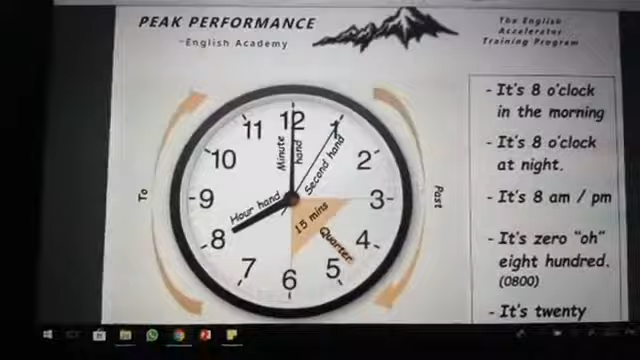 PEAK PERFORMANCE
~English Academy
The English
Accelerator
Training Program
12
1
2
3
4
5
6
7
8
9
10
11
Minute hand
Second hand
Hour hand
15 mins
Quarter
To
Past
- It's 8 o'clock
in the morning
- It's 8 o'clock
at night.
- It's 8 am / pm
- It's zero "oh"
eight hundred.
(0800)
- It's twenty